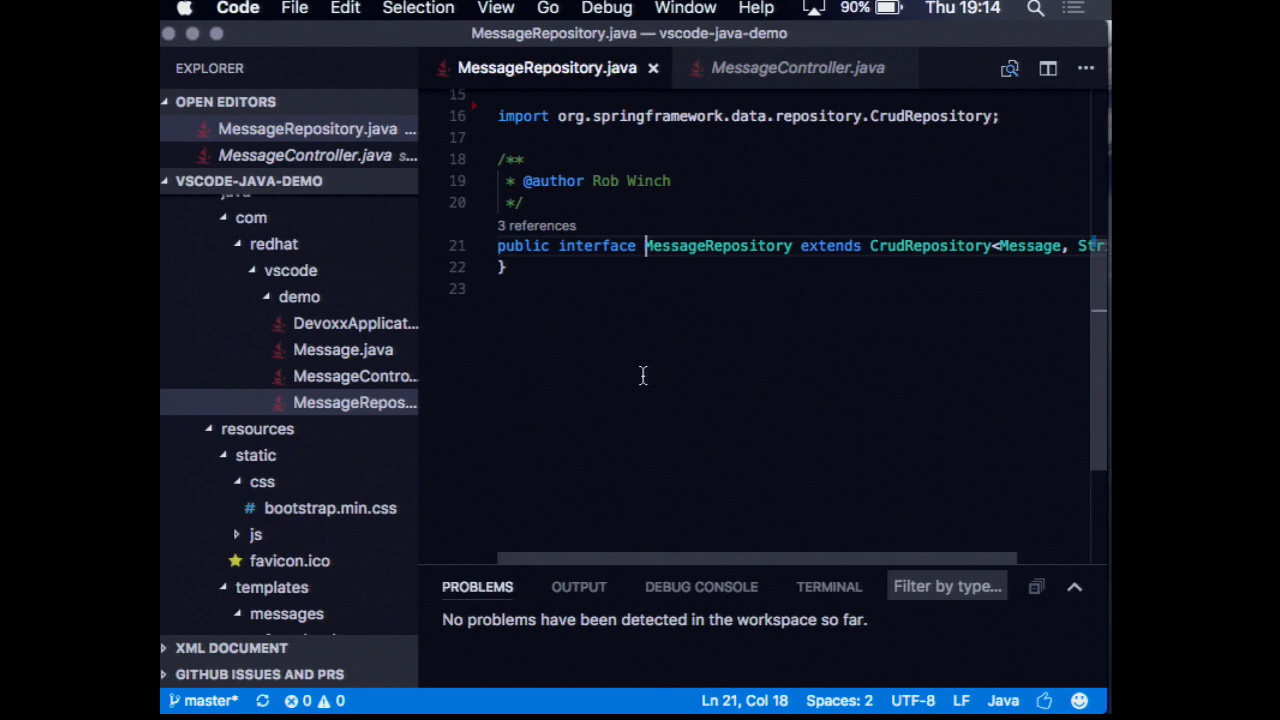 Code File Edit Selection View Go Debug Window Help 90% Thu 19:14
MessageRepository.java — vscode-java-demo
EXPLORER
MessageRepository.java
MessageController.java
OPEN EDITORS
MessageRepository.java ...
MessageController.java s...
VSCODE-JAVA-DEMO
java
com
redhat
vscode
demo
DevoxxApplicat...
Message.java
MessageContro...
MessageRepos...
resources
static
css
# bootstrap.min.css
js
favicon.ico
templates
messages
XML DOCUMENT
GITHUB ISSUES AND PRS
15
16 import org.springframework.data.repository.CrudRepository;
17
18 /**
19 * @author Rob Winch
20 */
3 references
21 public interface MessageRepository extends CrudRepository<Message, Str
22 }
23
PROBLEMS OUTPUT DEBUG CONSOLE TERMINAL Filter by type...
No problems have been detected in the workspace so far.
master* 0 0 Ln 21, Col 18 Spaces: 2 UTF-8 LF Java